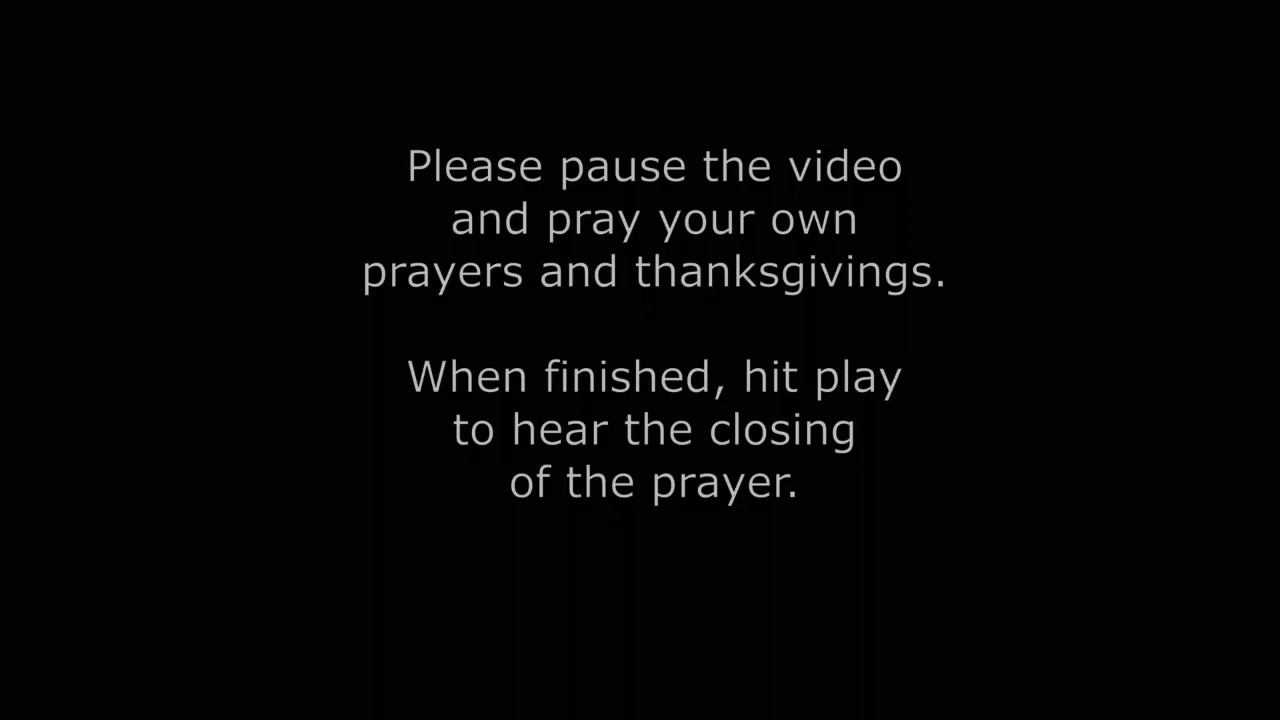 Please pause the video
and pray your own
prayers and thanksgivings.
When finished, hit play
to hear the closing
of the prayer.